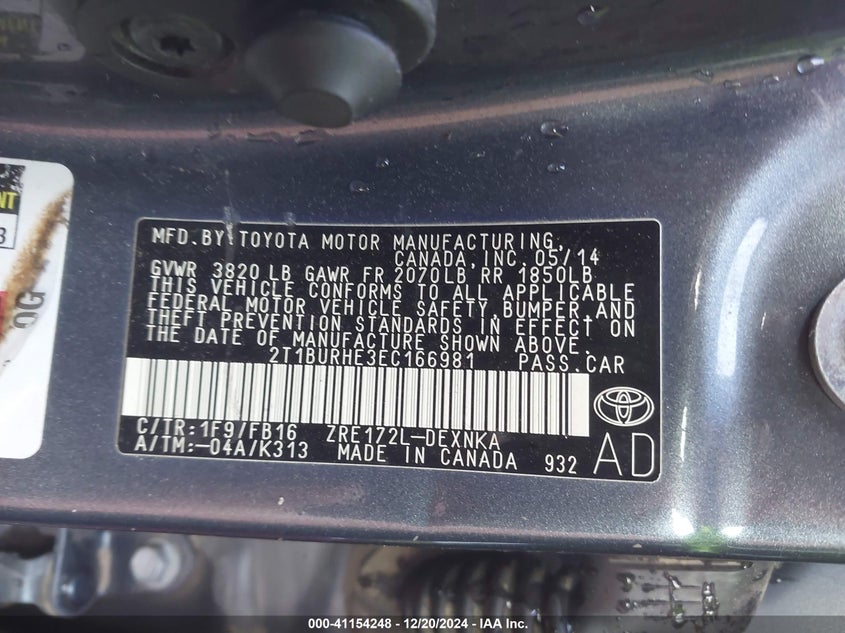 NT
3
OG
MFD. BY TOYOTA MOTOR MANUFACTURING,
CANADA, INC. 05/14
GVWR 3820 LB GAWR FR 2070LB RR 1850LB
THIS VEHICLE CONFORMS TO ALL APPLICABLE
FEDERAL MOTOR VEHICLE SAFETY, BUMPER, AND
THEFT PREVENTION STANDARDS IN EFFECT ON
THE DATE OF MANUFACTURE SHOWN ABOVE.
2T1BURHE3EC166981 PASS. CAR
C/TR: 1F9/FB16 ZRE172L-DEXNKA
A/TM:-04A/K313 MADE IN CANADA 932 AD
000-41154248 - 12/20/2024 - IAA Inc.